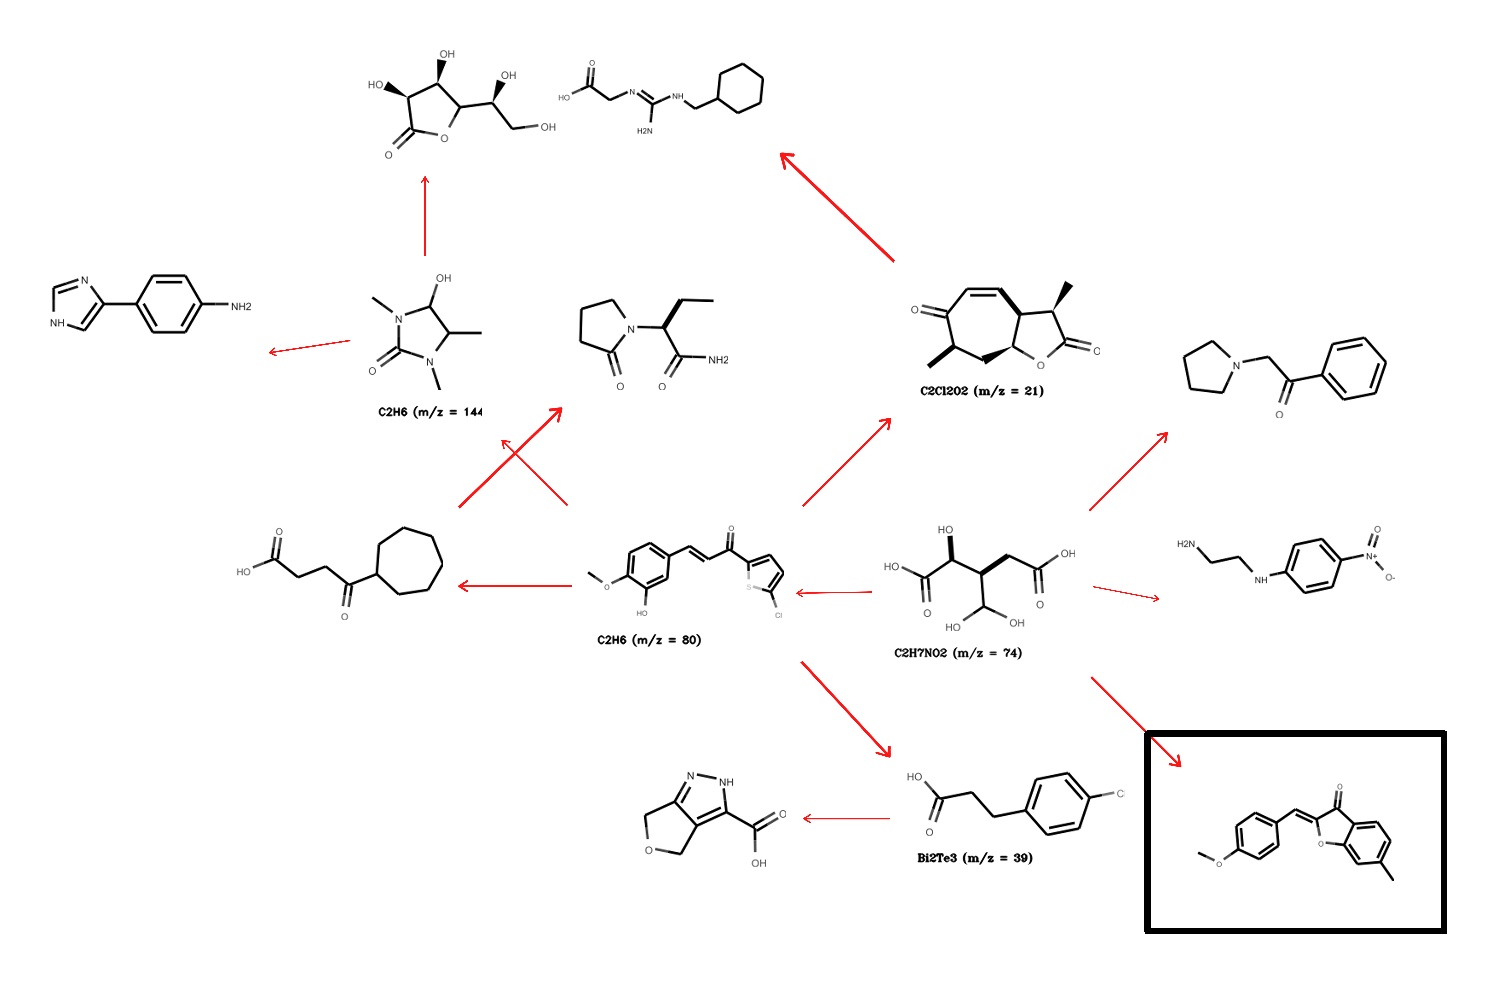 OH
HO
OH
OH
O
O
O
HO
N
NH
H2N
N
NH
NH2
OH
N
O
N
C2H6 (m/z = 144
N
O
O
NH2
O
O
O
C2Cl2O2 (m/z = 21)
N
O
O
HO
O
O
O
HO
S
Cl
C2H6 (m/z = 80)
HO
HO
O
OH
O
HO
OH
C2H7NO2 (m/z = 74)
H2N
NH
N+
O
O-
N
NH
O
O
OH
HO
O
C
Bi2Te3 (m/z = 39)
O
O
O